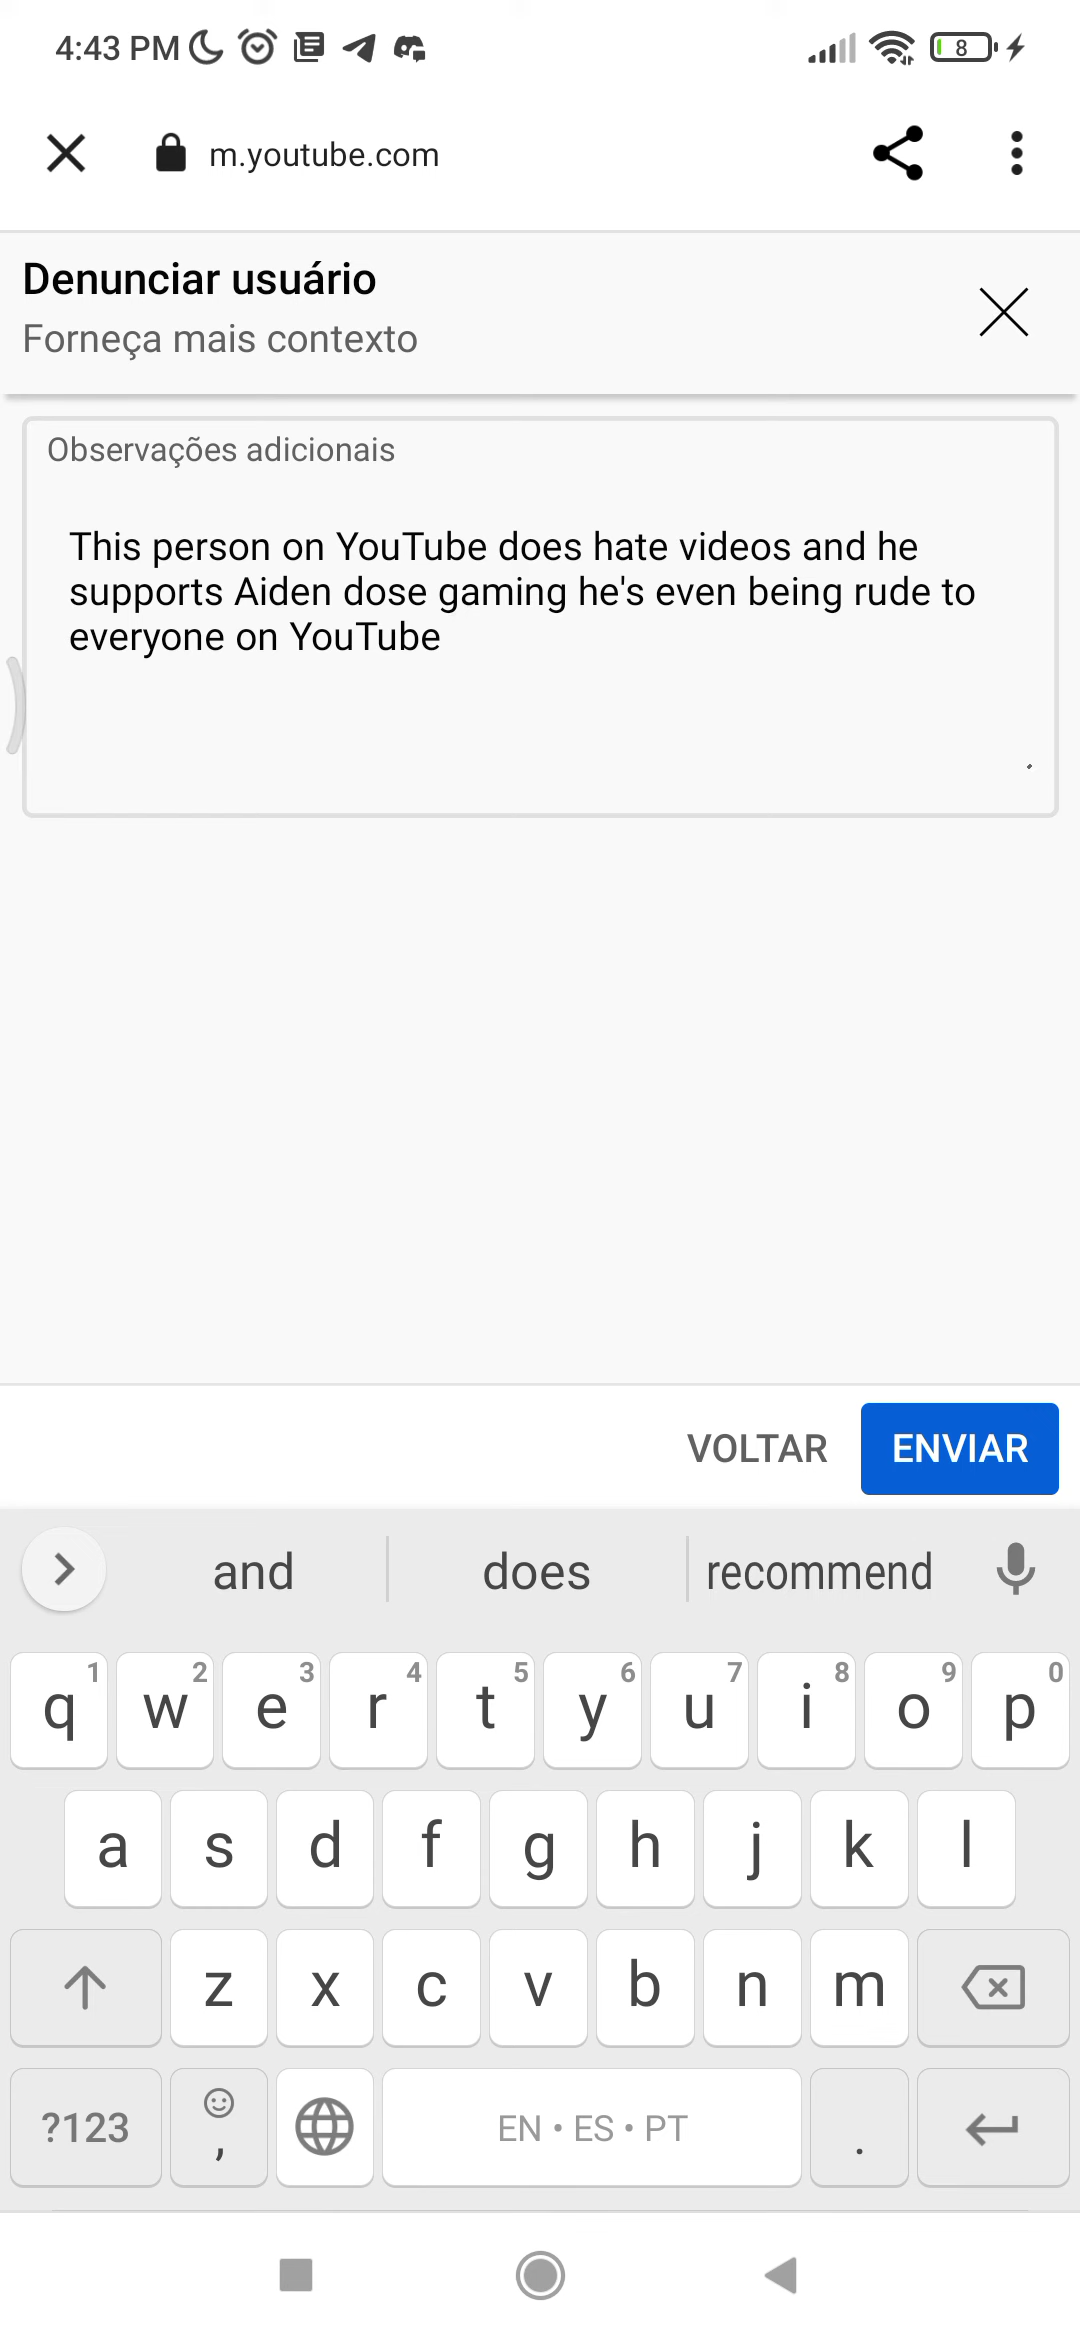 4:43 PM
8
m.youtube.com
Denunciar usuário
Forneça mais contexto
Observações adicionais
This person on YouTube does hate videos and he
supports Aiden dose gaming he's even being rude to
everyone on YouTube
VOLTAR
ENVIAR
and does recommend
1 2 3 4 5 6 7 8 9 0
q w e r t y u i o p
a s d f g h j k l
z x c v b n m
?123 , EN • ES • PT .